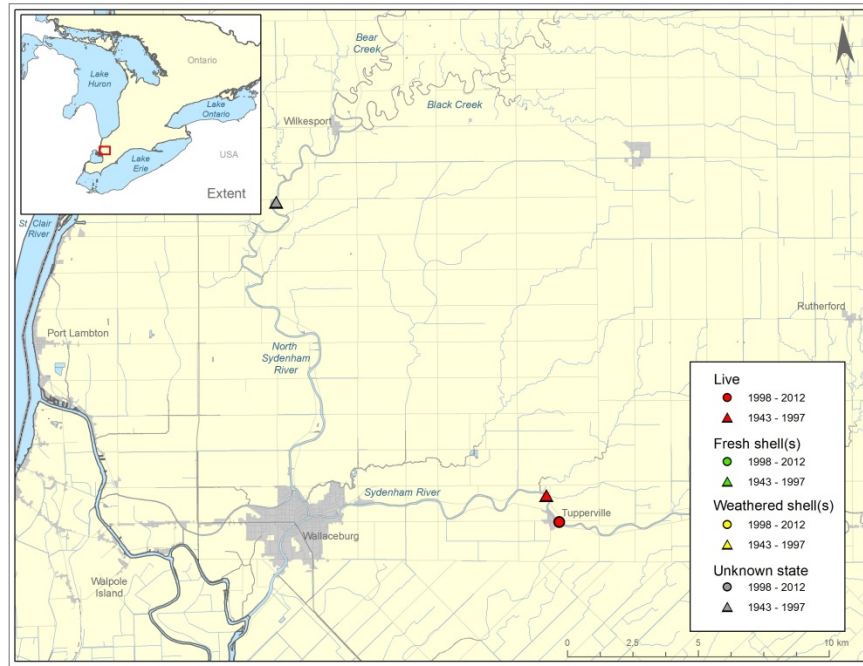 Ontario
Lake
Huron
Lake
Ontario
USA
Lake
Erie
Extent
Bear
Creek
Black Creek
N
Wilkesport
St. Clair
River
Port Lambton
North
Sydenham
River
Rutherford
Sydenham River
Tupperville
Wallaceburg
Walpole
Island
Live
1998 - 2012
1943 - 1997
Fresh shell(s)
1998 - 2012
1943 - 1997
Weathered shell(s)
1998 - 2012
1943 - 1997
Unknown state
1998 - 2012
1943 - 1997
0 2.5 5 10 km